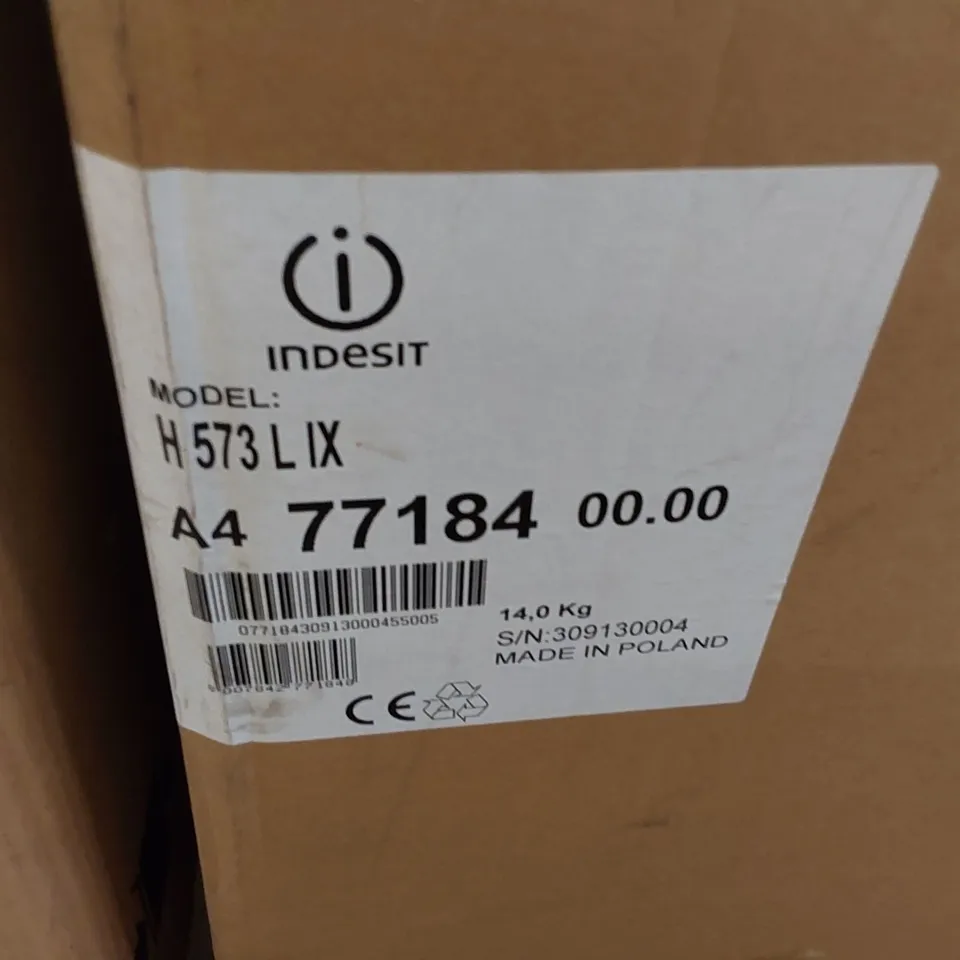 INDESIT
MODEL:
H 573 L IX
A4 77184 00.00
07718430913000455005
14,0 Kg
S/N:309130004
MADE IN POLAND
CE